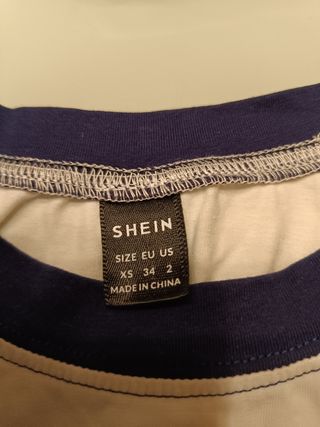 SHEIN
SIZE EU US
XS 34 2
MADE IN CHINA